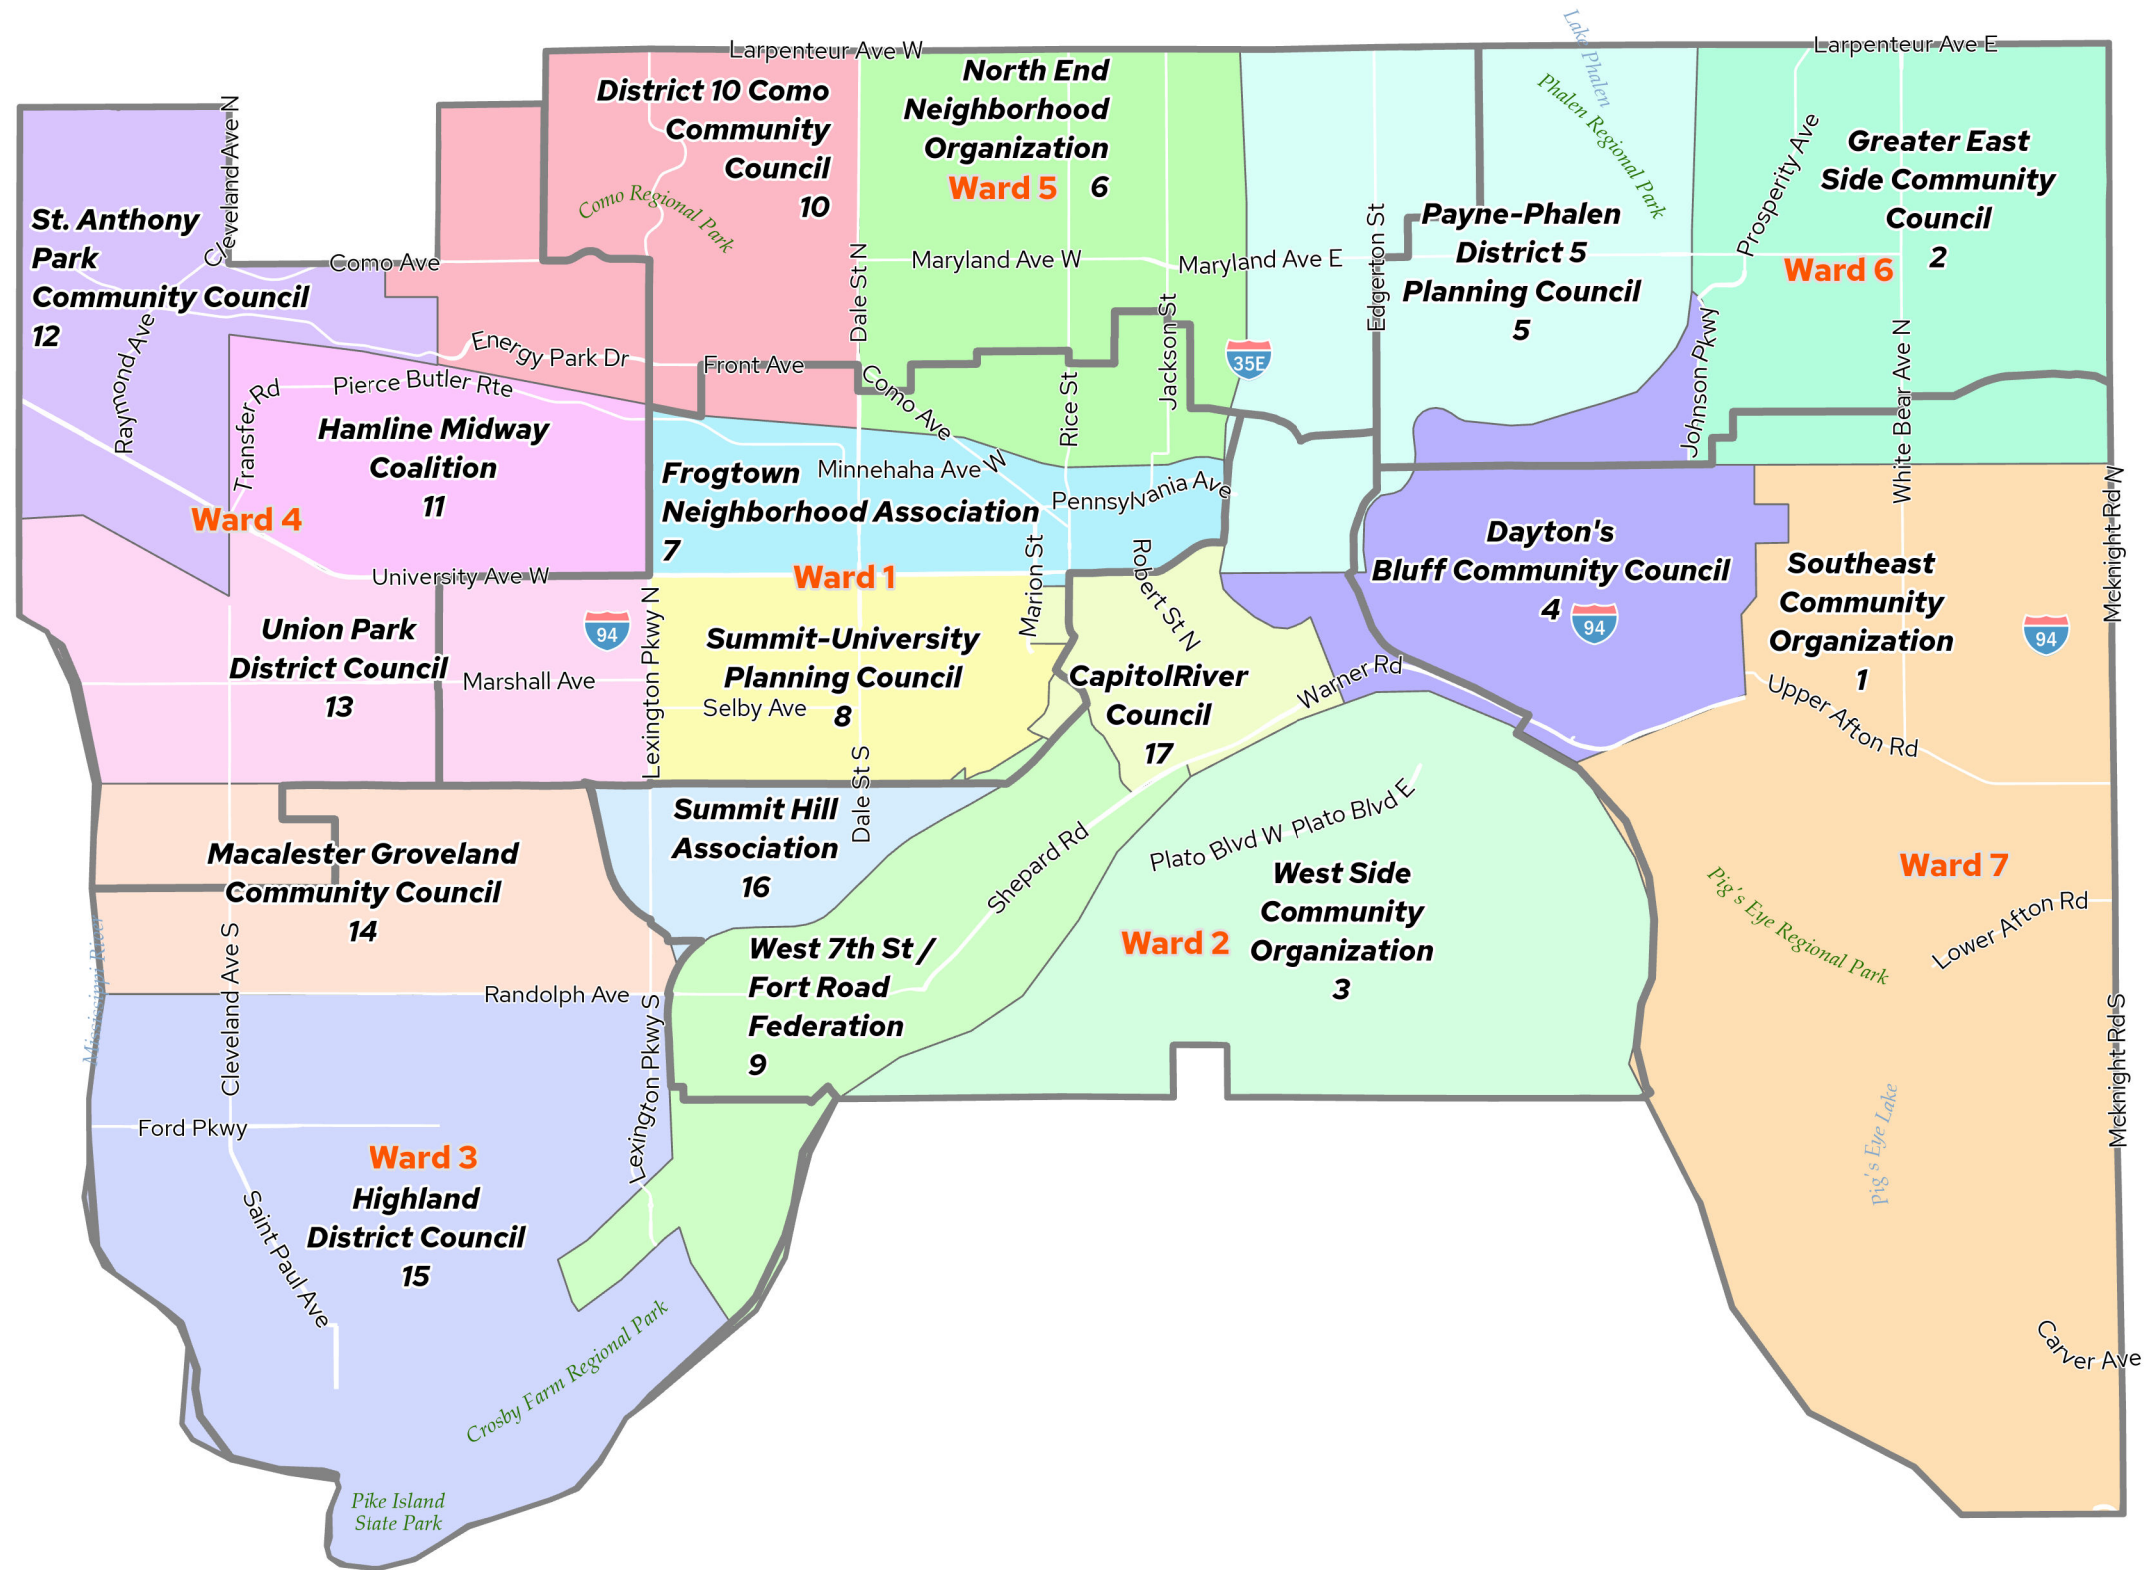 Larpenteur Ave W
Larpenteur Ave E
Lake Phalen
Phalen Regional Park
District 10 Como
Community
Council
10
Como Regional Park
North End
Neighborhood
Organization
Ward 5
6
Greater East
Side Community
Council
2
Ward 6
Prosperity Ave
Cleveland Ave N
St. Anthony
Park
Community Council
12
Como Ave
Raymond Ave
Transfer Rd
Energy Park Dr
Pierce Butler Rte
Front Ave
Dale St N
Maryland Ave W
Maryland Ave E
Edgerton St
Payne-Phalen
District 5
Planning Council
5
Jackson St
35E
Rice St
Como Ave W
Johnson Pkwy
White Bear Ave N
Mcknight Rd N
Hamline Midway
Coalition
11
Ward 4
Frogtown
Neighborhood Association
7
Minnehaha Ave
Pennsylvania Ave
Dayton's
Bluff Community Council
4
94
Southeast
Community
Organization
1
94
University Ave W
Ward 1
Marion St
Robert St N
Union Park
District Council
13
94
Lexington Pkwy N
Marshall Ave
Summit-University
Planning Council
8
Selby Ave
CapitolRiver
Council
17
Warner Rd
Upper Afton Rd
Dale St S
Summit Hill
Association
16
Macalester Groveland
Community Council
14
Shepard Rd
Plato Blvd W
Plato Blvd E
West Side
Community
Organization
3
Ward 2
Ward 7
Pig's Eye Regional Park
Lower Afton Rd
Mississippi River
Cleveland Ave S
Randolph Ave
West 7th St /
Fort Road
Federation
9
Lexington Pkwy S
Mcknight Rd S
Pig's Eye Lake
Ford Pkwy
Ward 3
Highland
District Council
15
Saint Paul Ave
Crosby Farm Regional Park
Carver Ave
Pike Island
State Park